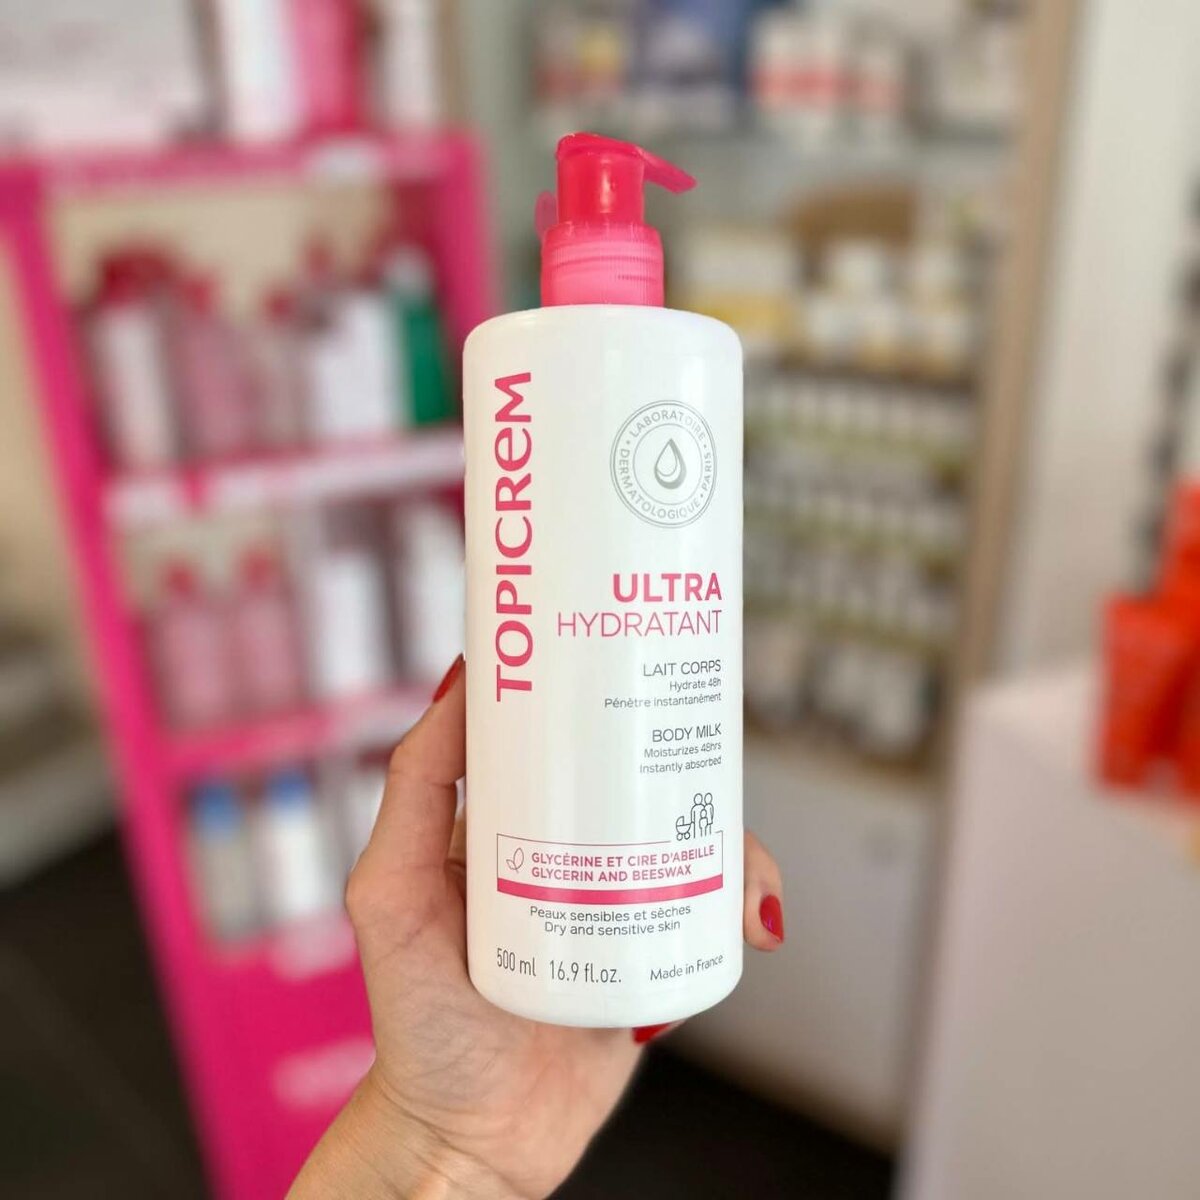 TOPICREM
LABORATOIRE • DERMATOLOGIQUE • PARIS •
ULTRA
HYDRATANT
LAIT CORPS
Hydrate 48h
Pénètre instantanément
BODY MILK
Moisturizes 48hrs
Instantly absorbed
GLYCÉRINE ET CIRE D'ABEILLE
GLYCERIN AND BEESWAX
Peaux sensibles et sèches
Dry and sensitive skin
500 ml 16.9 fl.oz. Made in France